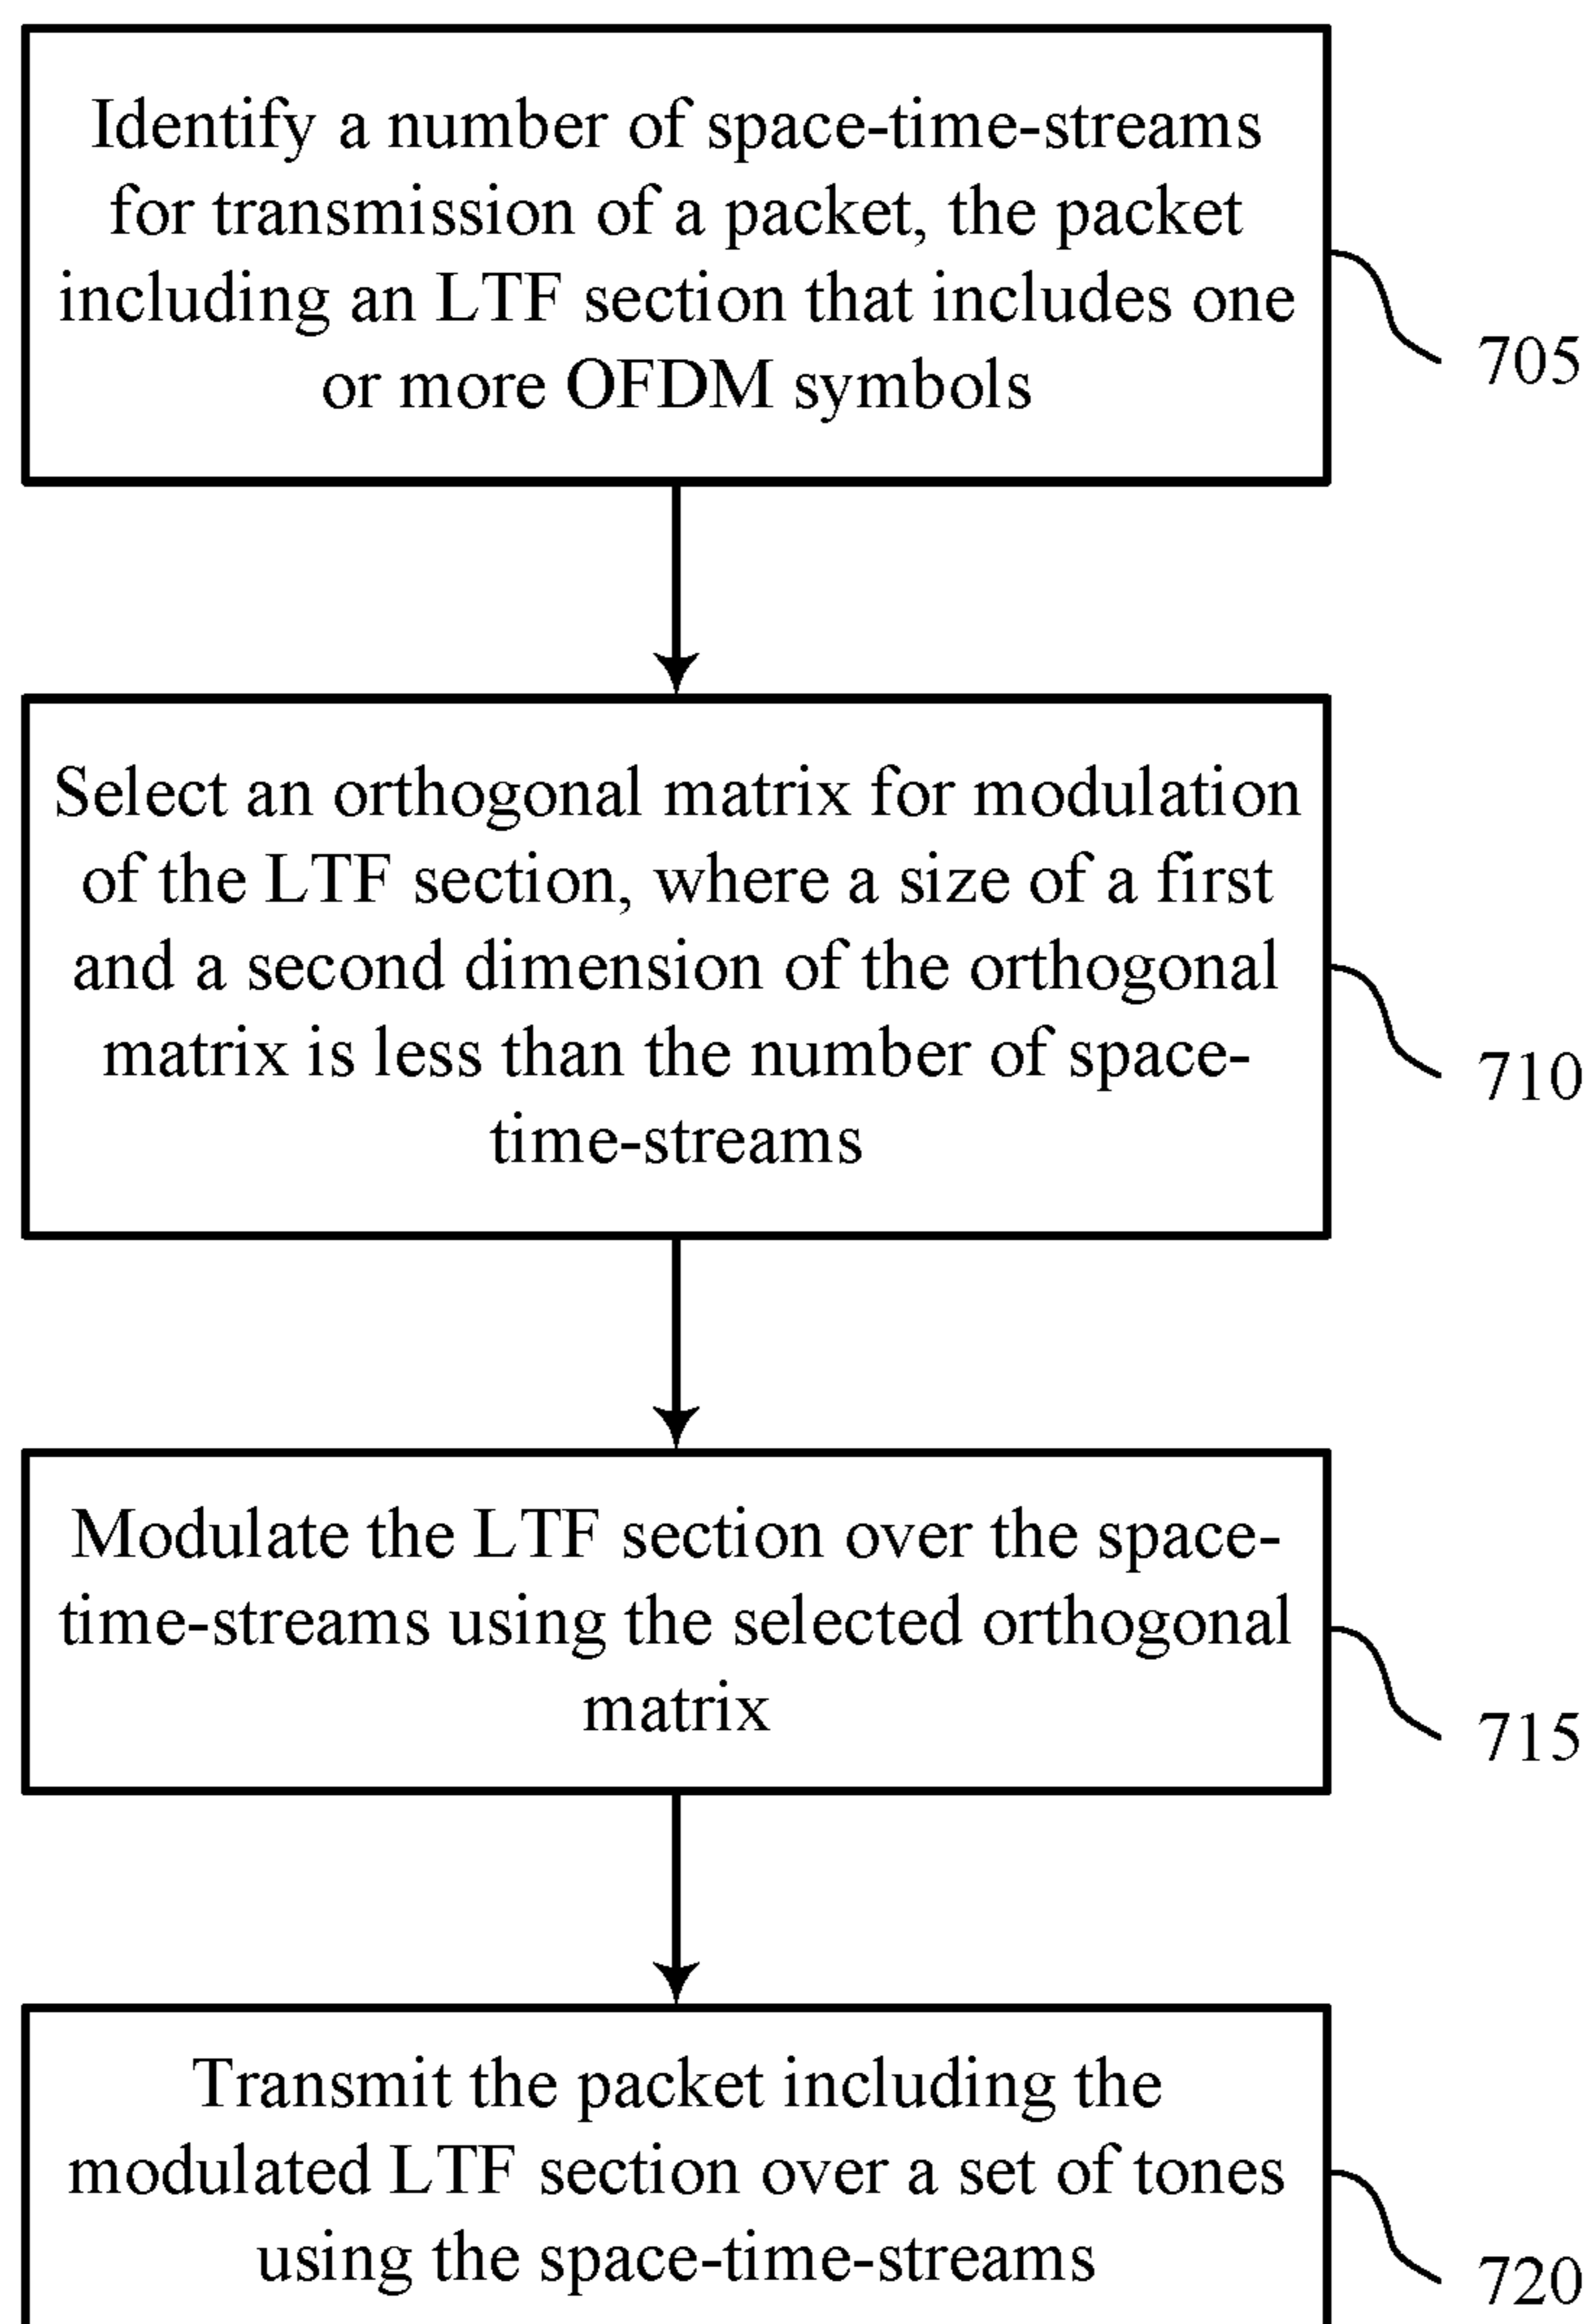 Identify a number of space-time-streams
for transmission of a packet, the packet
including an LTF section that includes one
or more OFDM symbols
705
Select an orthogonal matrix for modulation
of the LTF section, where a size of a first
and a second dimension of the orthogonal
matrix is less than the number of space-
time-streams
710
Modulate the LTF section over the space-
time-streams using the selected orthogonal
matrix
715
Transmit the packet including the
modulated LTF section over a set of tones
using the space-time-streams
720